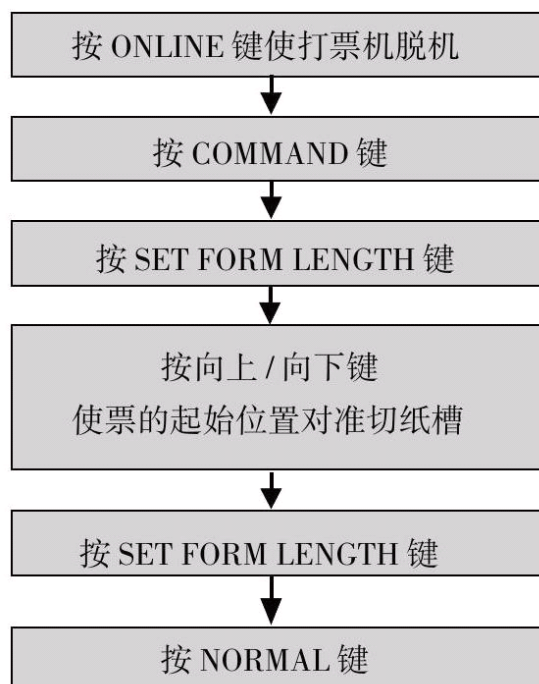 按 ONLINE 键使打票机脱机
按 COMMAND 键
按 SET FORM LENGTH 键
按向上 / 向下键
使票的起始位置对准切纸槽
按 SET FORM LENGTH 键
按 NORMAL 键